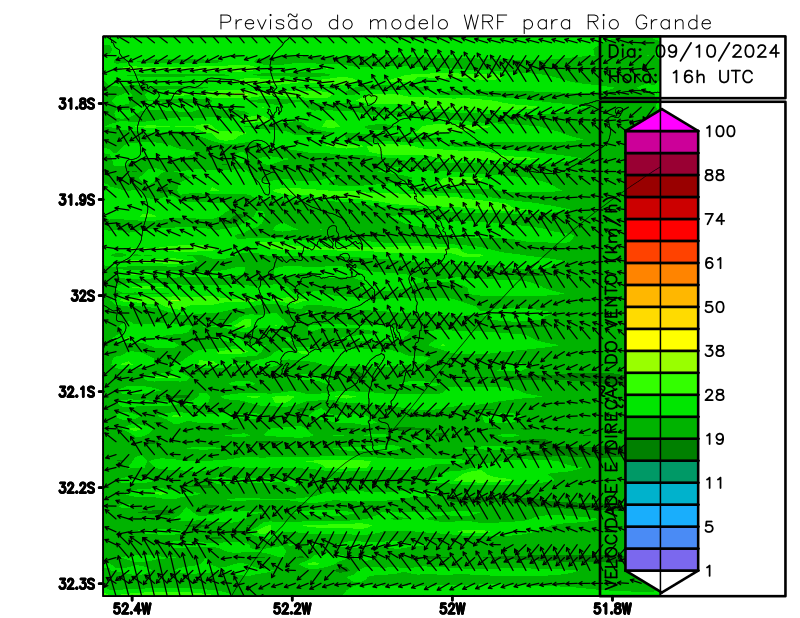 Previsão do modelo WRF para Rio Grande
Dia: 09/10/2024
Hora: 16h UTC
VELOCIDADE E DIREÇÃO DO VENTO (Km/h)
100
88
74
61
50
38
28
19
11
5
1
31.8S
31.9S
32S
32.1S
32.2S
32.3S
52.4W
52.2W
52W
51.8W